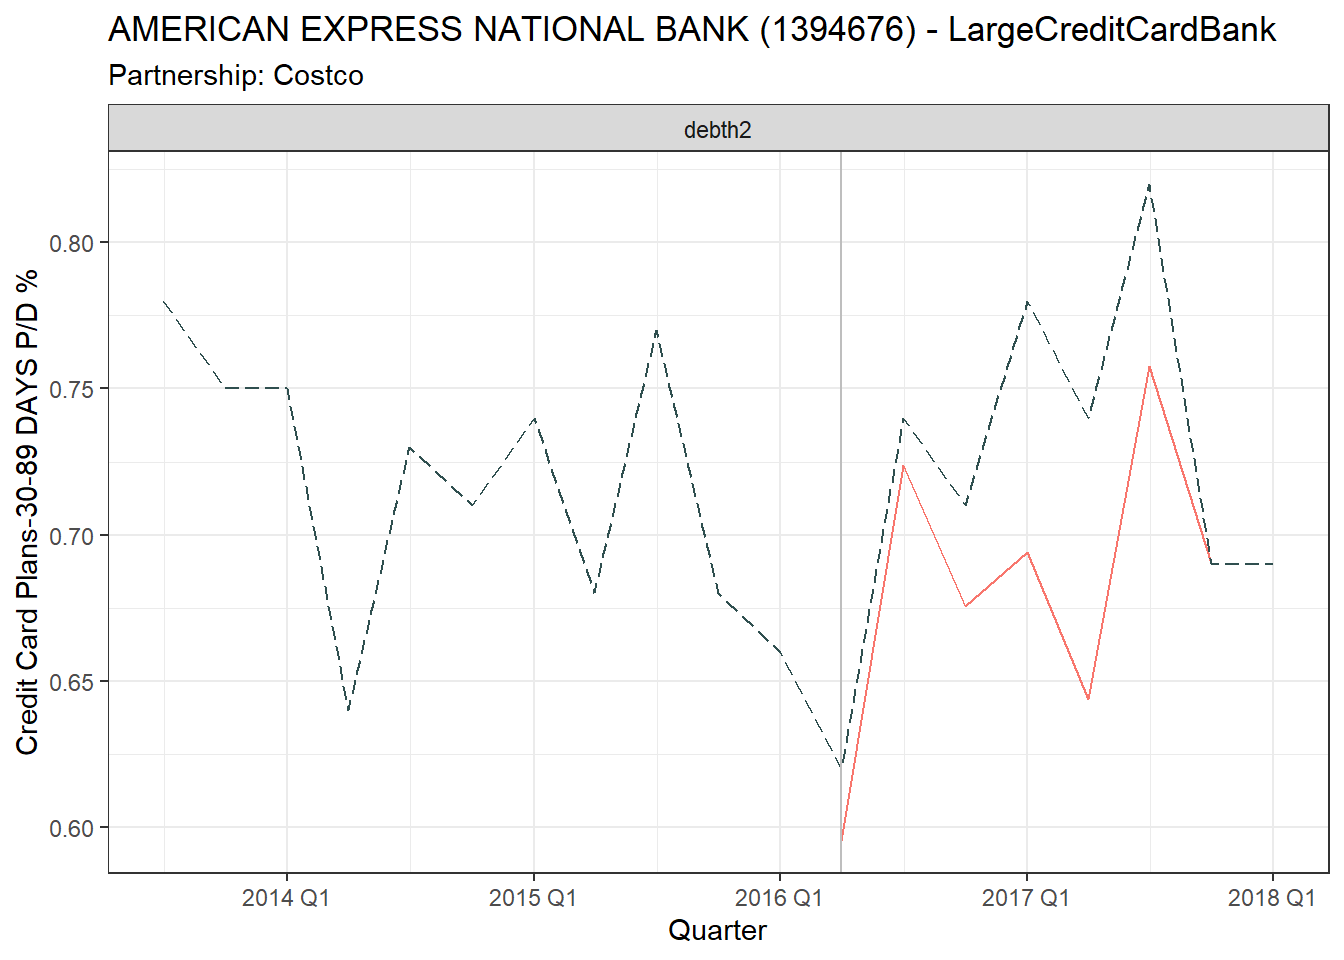 AMERICAN EXPRESS NATIONAL BANK (1394676) - LargeCreditCardBank
Partnership: Costco
debth2
Credit Card Plans-30-89 DAYS P/D %
0.80
0.75
0.70
0.65
0.60
2014 Q1
2015 Q1
2016 Q1
2017 Q1
2018 Q1
Quarter